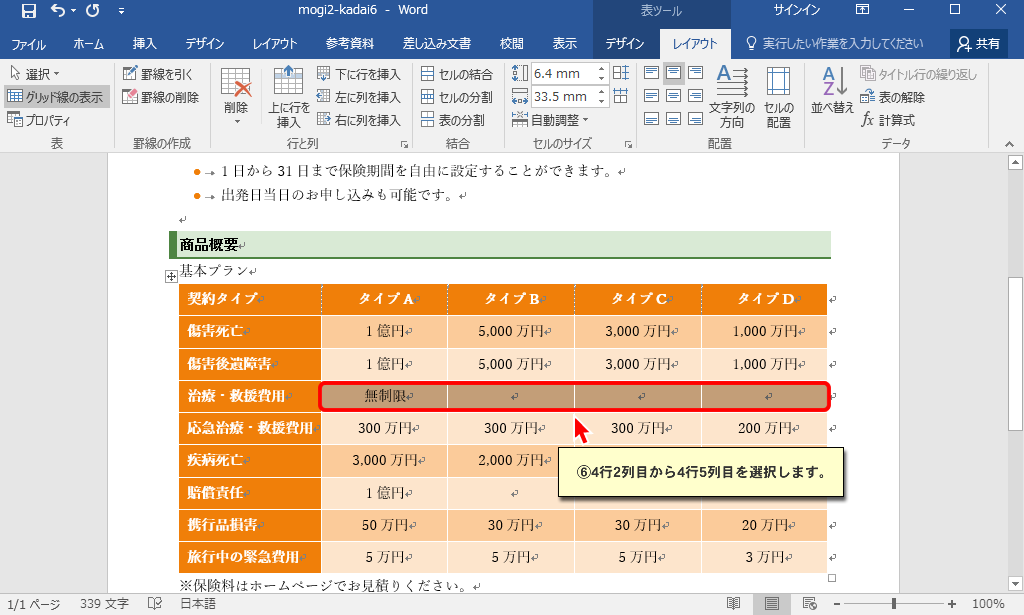 mogi2-kadai6 - Word
表ツール
サインイン
ファイル ホーム 挿入 デザイン レイアウト 参考資料 差し込み文書 校閲 表示 デザイン レイアウト 実行したい作業を入力してください 共有
選択 罫線を引く 下に行を挿入 セルの結合 6.4 mm タイトル行の繰り返し
グリッド線の表示 罫線の削除 左に列を挿入 セルの分割 33.5 mm 表の解除
プロパティ 削除 上に行を挿入 右に列を挿入 表の分割 自動調整 文字列の方向 セルの配置 並べ替え 計算式
表 罫線の作成 行と列 結合 セルのサイズ 配置 データ
1 日から 31 日まで保険期間を自由に設定することができます。
出発日当日のお申し込みも可能です。
商品概要
基本プラン
契約タイプ タイプ A タイプ B タイプ C タイプ D
傷害死亡 1 億円 5,000 万円 3,000 万円 1,000 万円
傷害後遺障害 1 億円 5,000 万円 3,000 万円 1,000 万円
治療・救援費用 無制限
応急治療・救援費用 300 万円 300 万円 300 万円 200 万円
疾病死亡 3,000 万円 2,000 万円
⑥4行2列目から4行5列目を選択します。
賠償責任 1 億円
携行品損害 50 万円 30 万円 30 万円 20 万円
旅行中の緊急費用 5 万円 5 万円 5 万円 3 万円
※保険料はホームページでお見積りください。
1/1 ページ 339 文字 日本語 100%